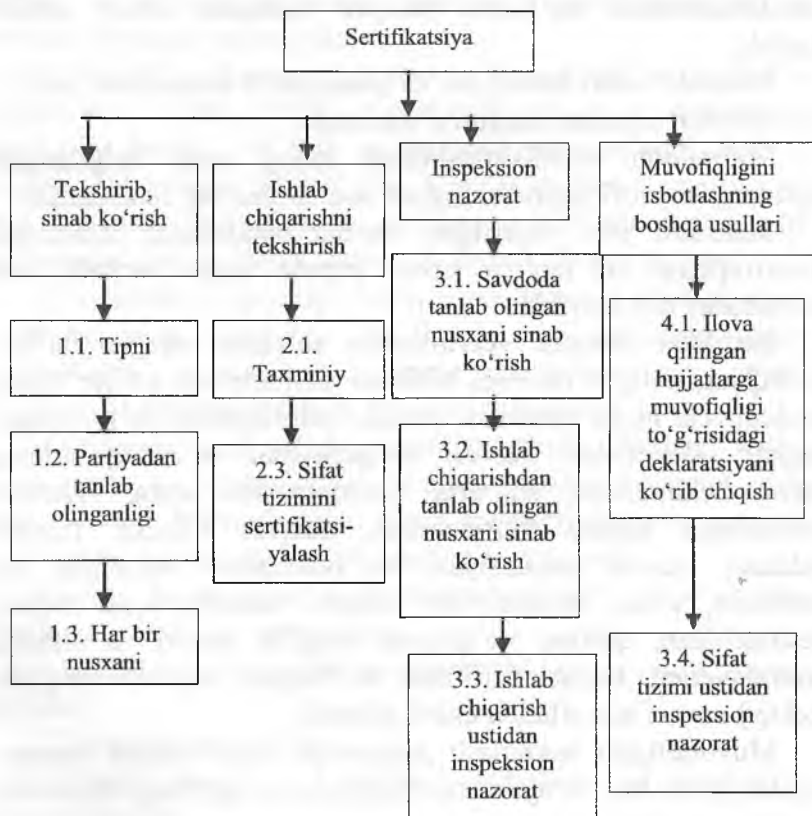 Sertifikatsiya
Tekshirib,
sinab ko‘rish
Ishlab
chiqarishni
tekshirish
Inspeksion
nazorat
Muvofiqligini
isbotlashning
boshqa usullari
1.1. Tipni
2.1.
Taxminiy
3.1. Savdoda
tanlab olingan
nusxani sinab
ko‘rish
4.1. Ilova
qilingan
hujjatlarga
muvofiqligi
to‘g‘risidagi
deklaratsiyani
ko‘rib chiqish
1.2. Partiyadan
tanlab
olinganligi
2.3. Sifat
tizimini
sertifikatsi-
yalash
3.2. Ishlab
chiqarishdan
tanlab olingan
nusxani sinab
ko‘rish
1.3. Har bir
nusxani
3.3. Ishlab
chiqarish
ustidan
inspeksion
nazorat
3.4. Sifat
tizimi ustidan
inspeksion
nazorat